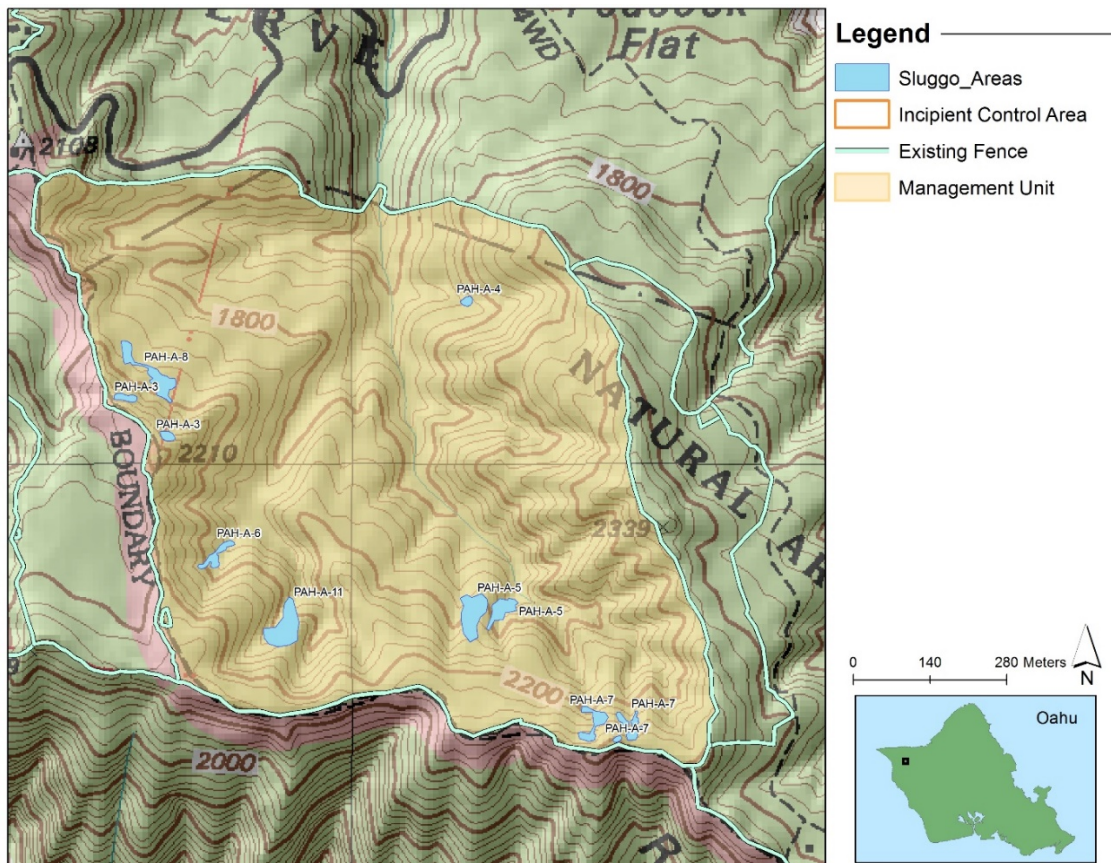 RVE
4WD
Flat
2108
1800
1800
NATURAL AR
BOUNDARY
PAH-A-4
PAH-A-8
PAH-A-3
PAH-A-3
2210
2339
PAH-A-6
PAH-A-11
PAH-A-5
PAH-A-5
2200
PAH-A-7
PAH-A-7
PAH-A-7
2000
R
Legend
Sluggo_Areas
Incipient Control Area
Existing Fence
Management Unit
0 140 280 Meters
N
Oahu